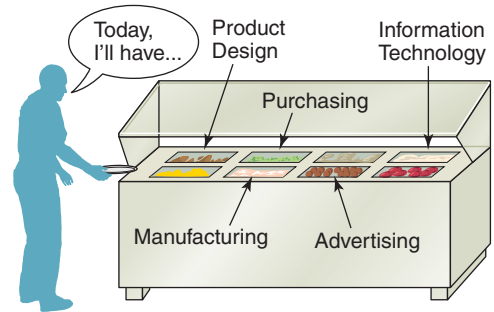 Today,
I'll have...
Product
Design
Information
Technology
Purchasing
Manufacturing
Advertising